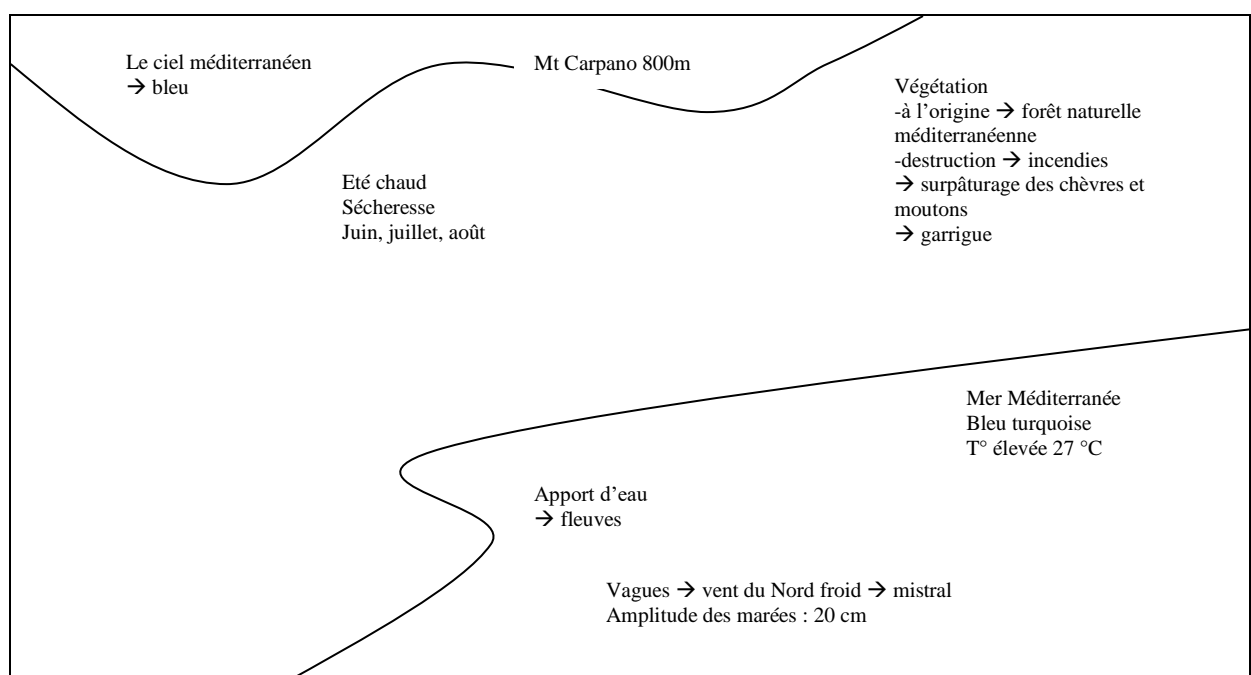 Le ciel méditerranéen
→ bleu
Mt Carpano 800m
Végétation
-à l’origine → forêt naturelle
méditerranéenne
-destruction → incendies
→ surpâturage des chèvres et
moutons
→ garrigue
Eté chaud
Sécheresse
Juin, juillet, août
Mer Méditerranée
Bleu turquoise
T° élevée 27 °C
Apport d’eau
→ fleuves
Vagues → vent du Nord froid → mistral
Amplitude des marées : 20 cm